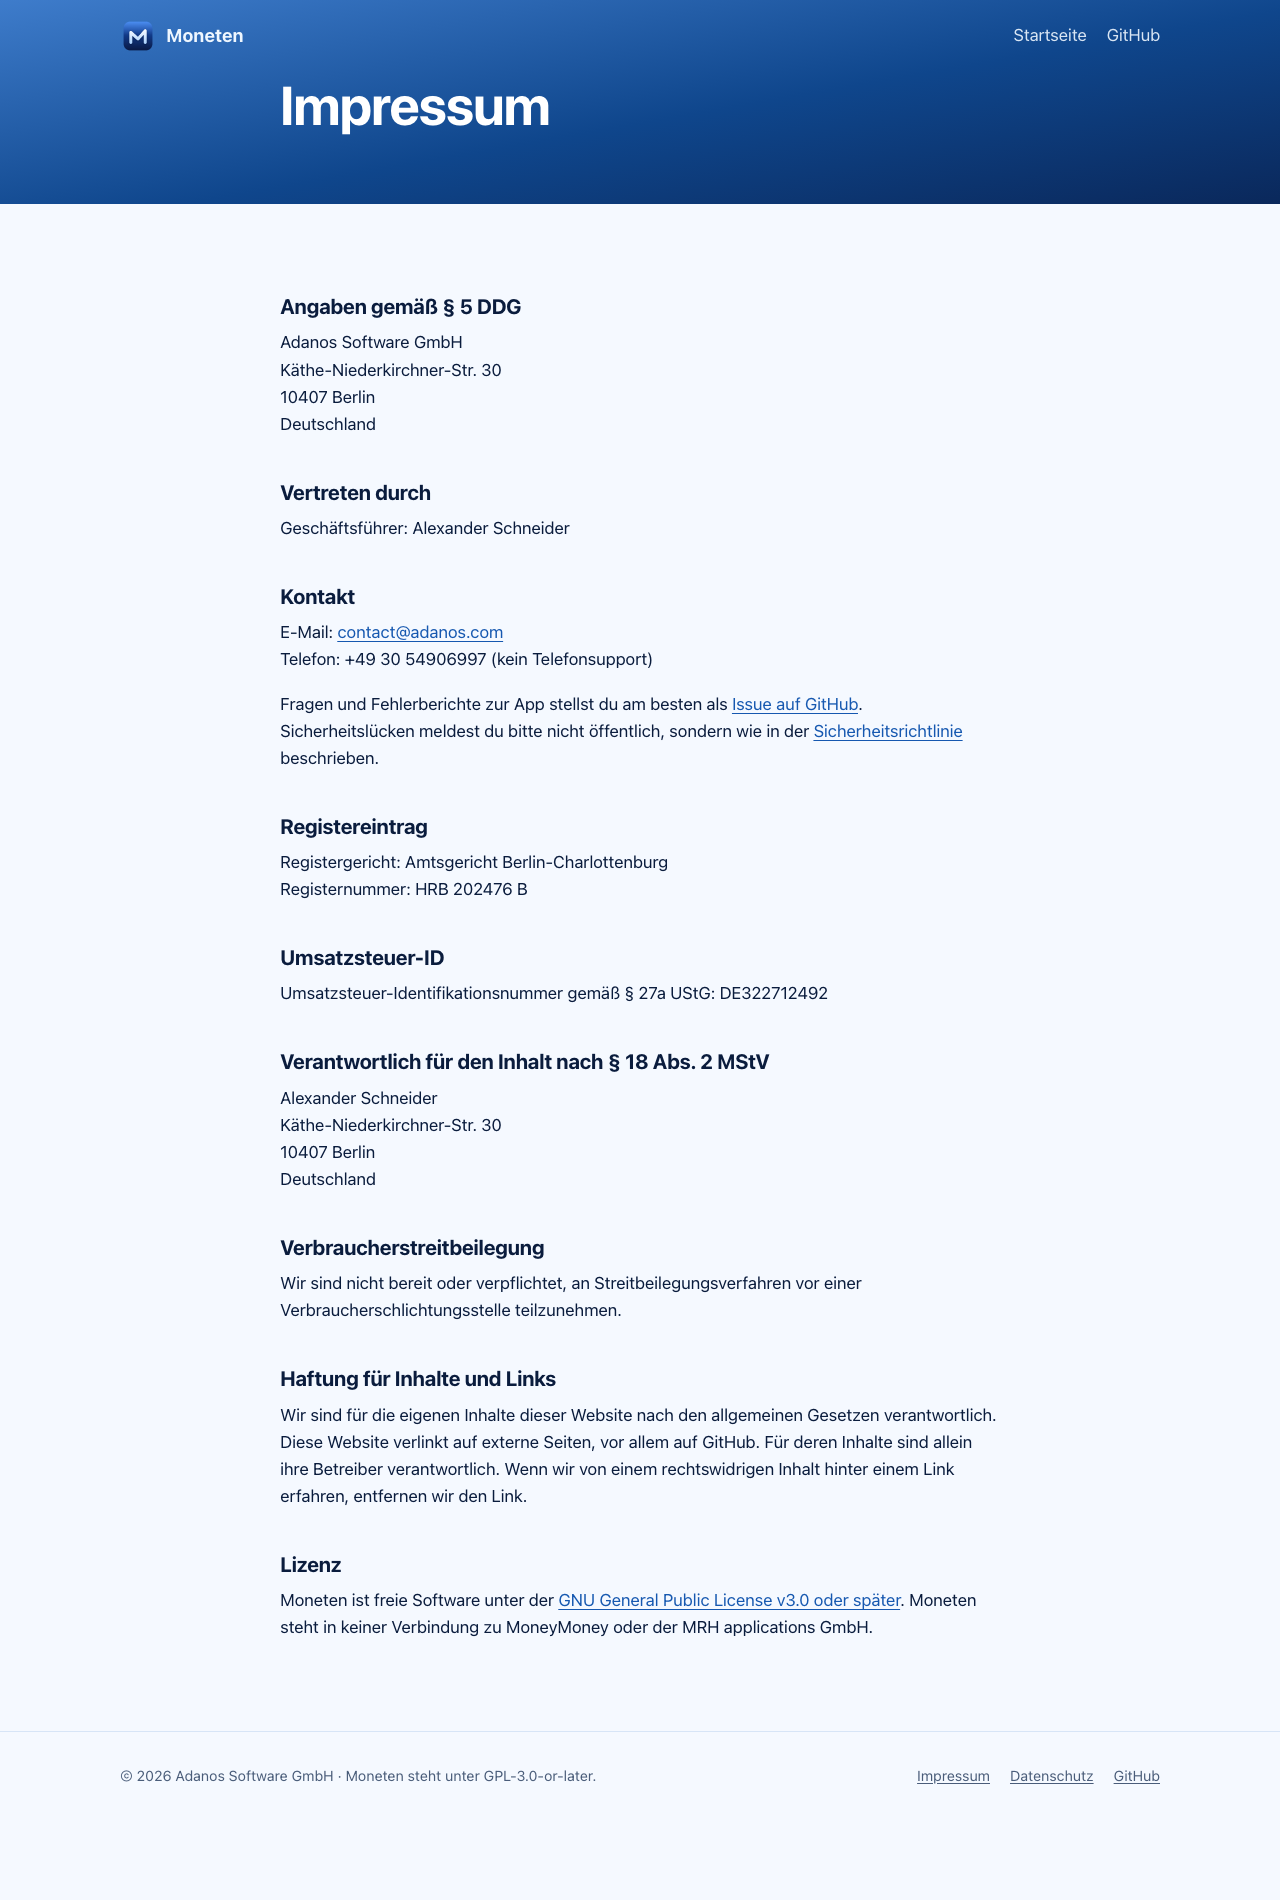 Moneten
Startseite GitHub
Impressum
Angaben gemäß § 5 DDG
Adanos Software GmbH
Käthe-Niederkirchner-Str. 30
10407 Berlin
Deutschland
Vertreten durch
Geschäftsführer: Alexander Schneider
Kontakt
E-Mail: contact@adanos.com
Telefon: +49 30 54906997 (kein Telefonsupport)
Fragen und Fehlerberichte zur App stellst du am besten als Issue auf GitHub.
Sicherheitslücken meldest du bitte nicht öffentlich, sondern wie in der Sicherheitsrichtlinie
beschrieben.
Registereintrag
Registergericht: Amtsgericht Berlin-Charlottenburg
Registernummer: HRB 202476 B
Umsatzsteuer-ID
Umsatzsteuer-Identifikationsnummer gemäß § 27a UStG: DE322712492
Verantwortlich für den Inhalt nach § 18 Abs. 2 MStV
Alexander Schneider
Käthe-Niederkirchner-Str. 30
10407 Berlin
Deutschland
Verbraucherstreitbeilegung
Wir sind nicht bereit oder verpflichtet, an Streitbeilegungsverfahren vor einer
Verbraucherschlichtungsstelle teilzunehmen.
Haftung für Inhalte und Links
Wir sind für die eigenen Inhalte dieser Website nach den allgemeinen Gesetzen verantwortlich.
Diese Website verlinkt auf externe Seiten, vor allem auf GitHub. Für deren Inhalte sind allein
ihre Betreiber verantwortlich. Wenn wir von einem rechtswidrigen Inhalt hinter einem Link
erfahren, entfernen wir den Link.
Lizenz
Moneten ist freie Software unter der GNU General Public License v3.0 oder später. Moneten
steht in keiner Verbindung zu MoneyMoney oder der MRH applications GmbH.
© 2026 Adanos Software GmbH · Moneten steht unter GPL-3.0-or-later.
Impressum Datenschutz GitHub